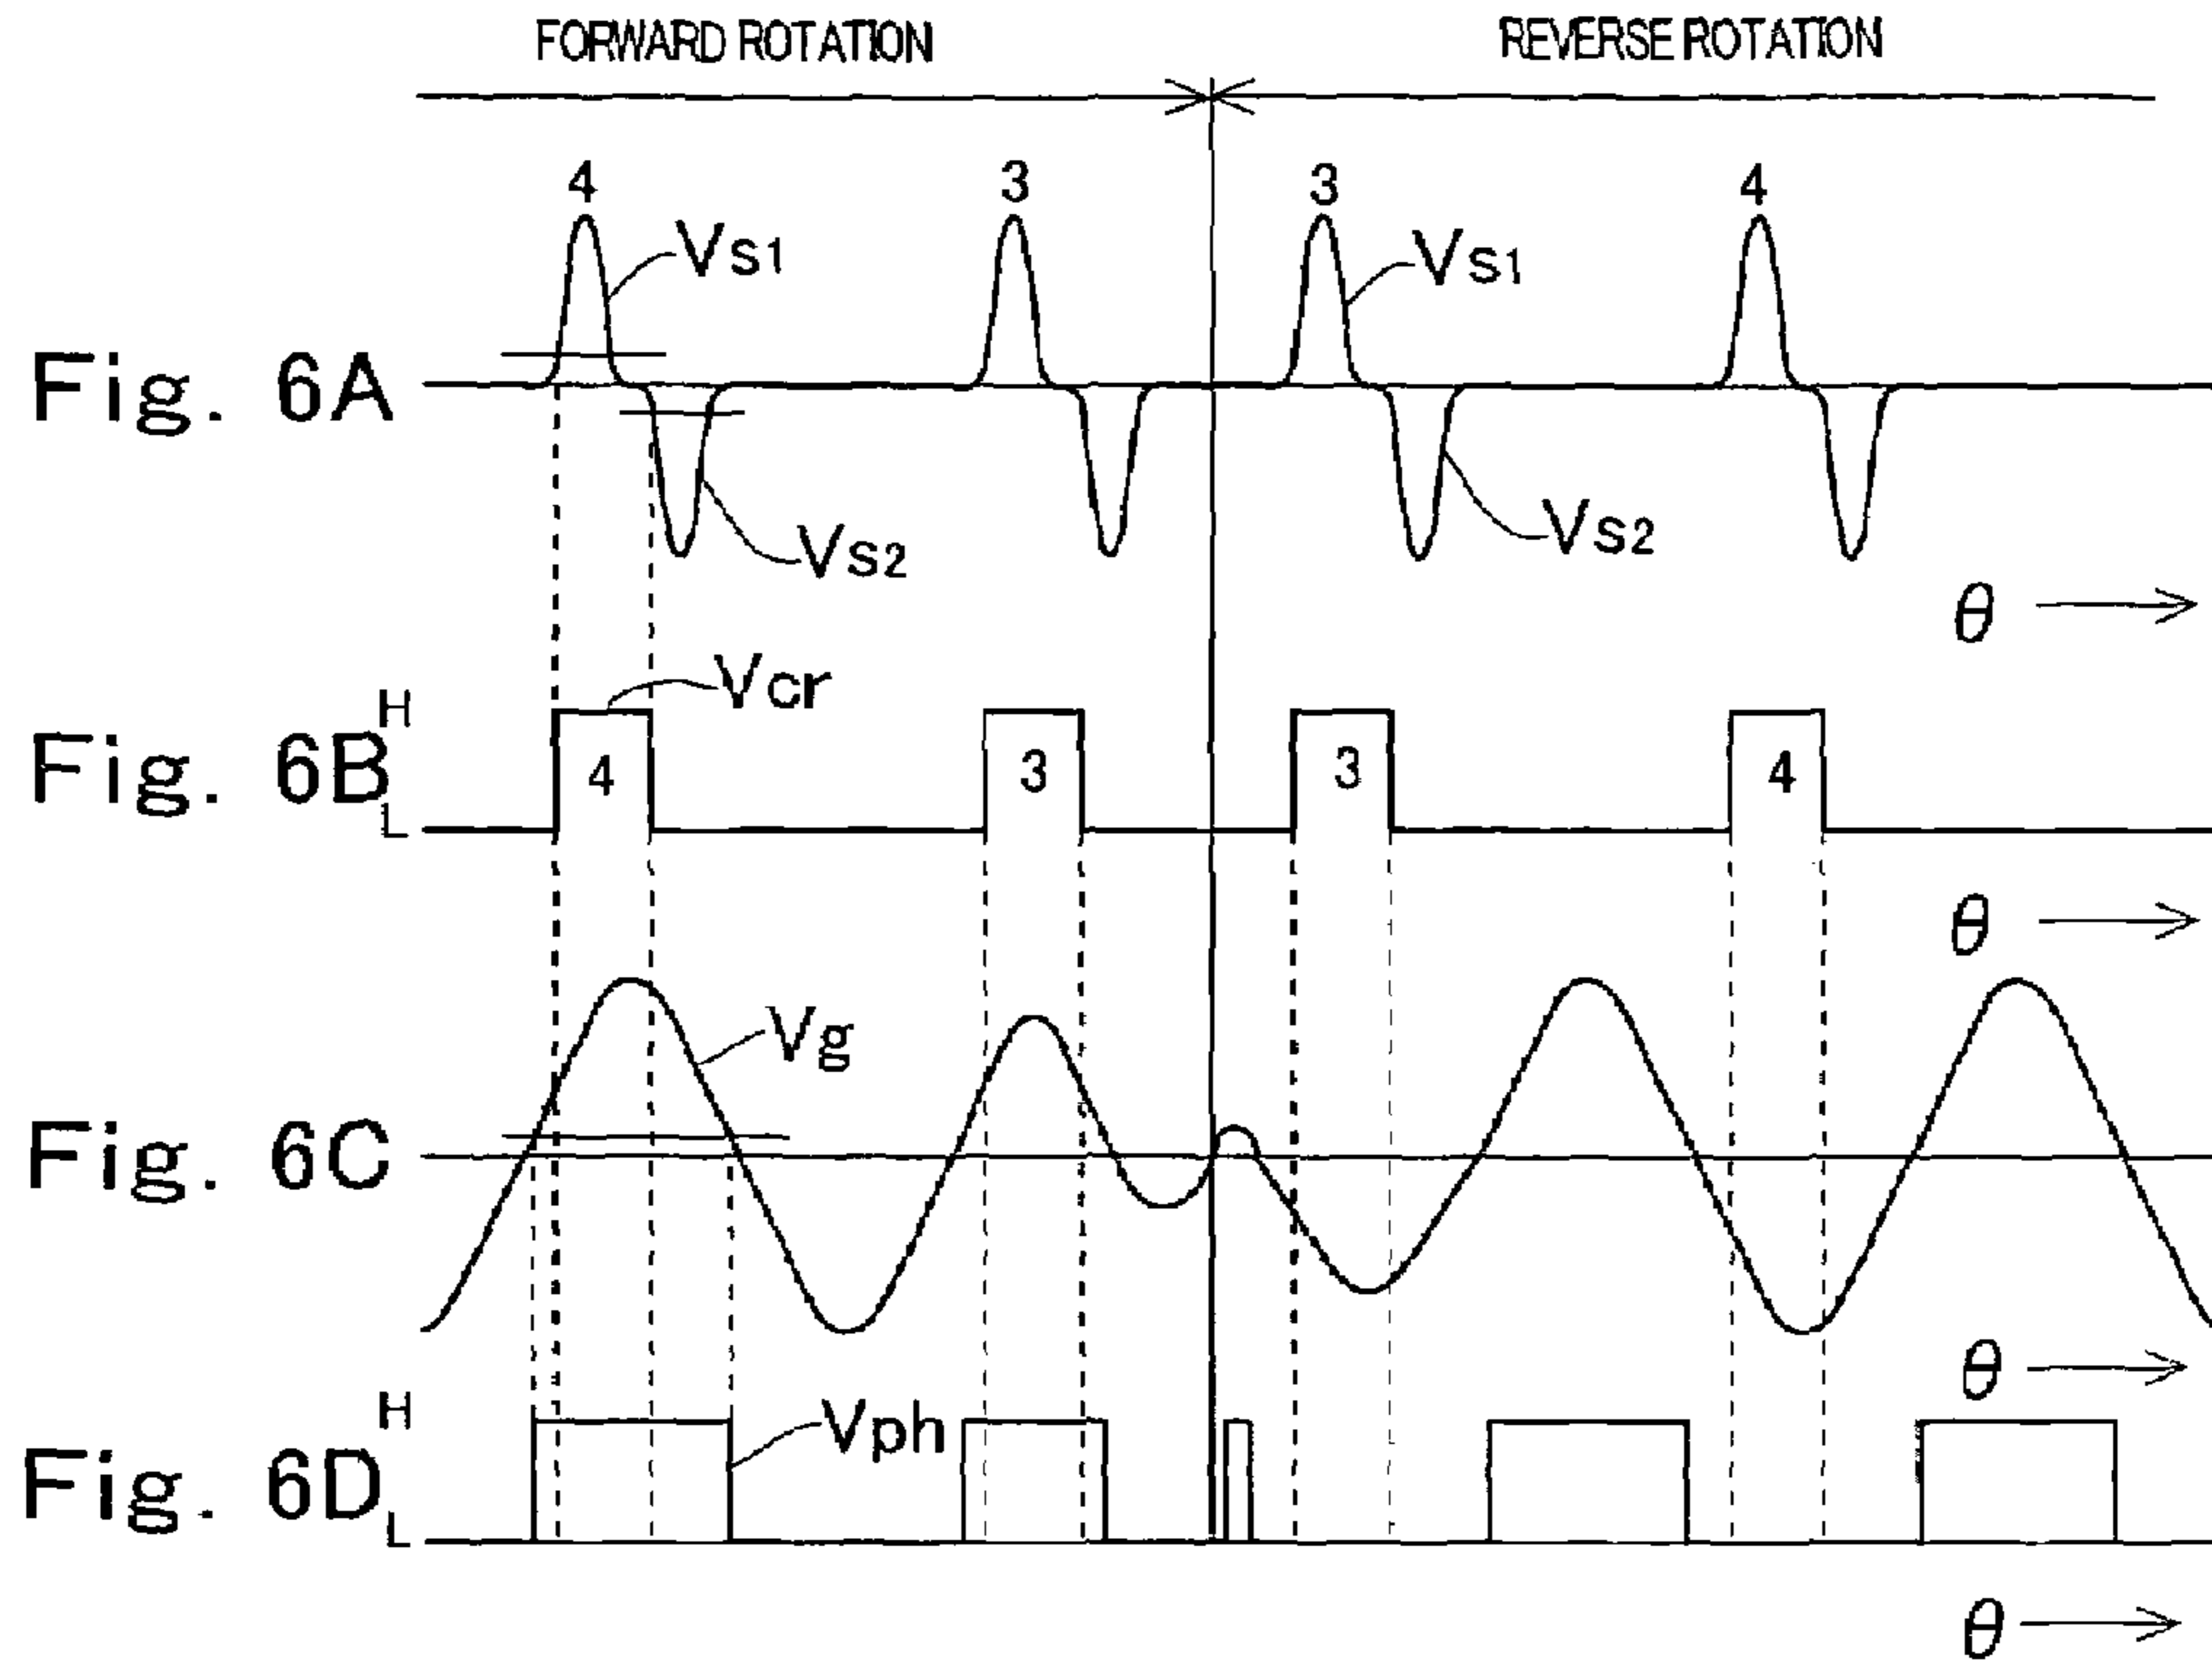 FORWARD ROTATION REVERSE ROTATION
4 3 3 4
Vs1 Vs1
Fig. 6A
Vs2 Vs2
θ
Vcr
Fig. 6B H L
4 3 3 4
θ
Vg
Fig. 6C
θ
Vph
Fig. 6D H L
θ